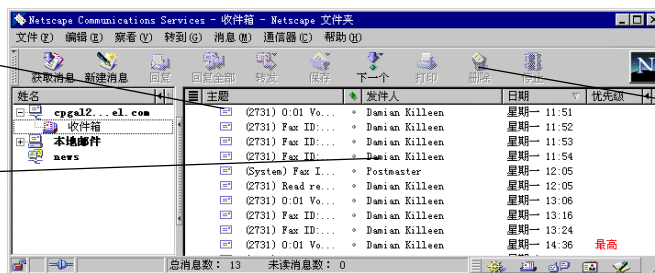 Netscape Communications Services - 收件箱 - Netscape 文件夹
文件(F) 编辑(E) 察看(V) 转到(G) 消息(M) 通信器(C) 帮助(H)
获取消息 新建消息 回复 回复全部 转发 保存 下一个 打印 删除 停止 N
姓名 主题 发件人 日期 优先级
cpgal2...el.com (2731) 0:01 Vo... Damian Killeen 星期一 11:51
收件箱 (2731) Fax ID:... Damian Killeen 星期一 11:52
本地邮件 (2731) Fax ID:... Damian Killeen 星期一 11:53
news (2731) Fax ID:... Damian Killeen 星期一 11:54
(System) Fax I... Postmaster 星期一 12:05
(2731) Read re... Damian Killeen 星期一 12:05
(2731) 0:01 Vo... Damian Killeen 星期一 13:06
(2731) Fax ID:... Damian Killeen 星期一 13:16
(2731) Fax ID:... Damian Killeen 星期一 13:24
(2731) 0:01 Vo... Damian Killeen 星期一 14:36 最高
总消息数: 13 未读消息数: 0